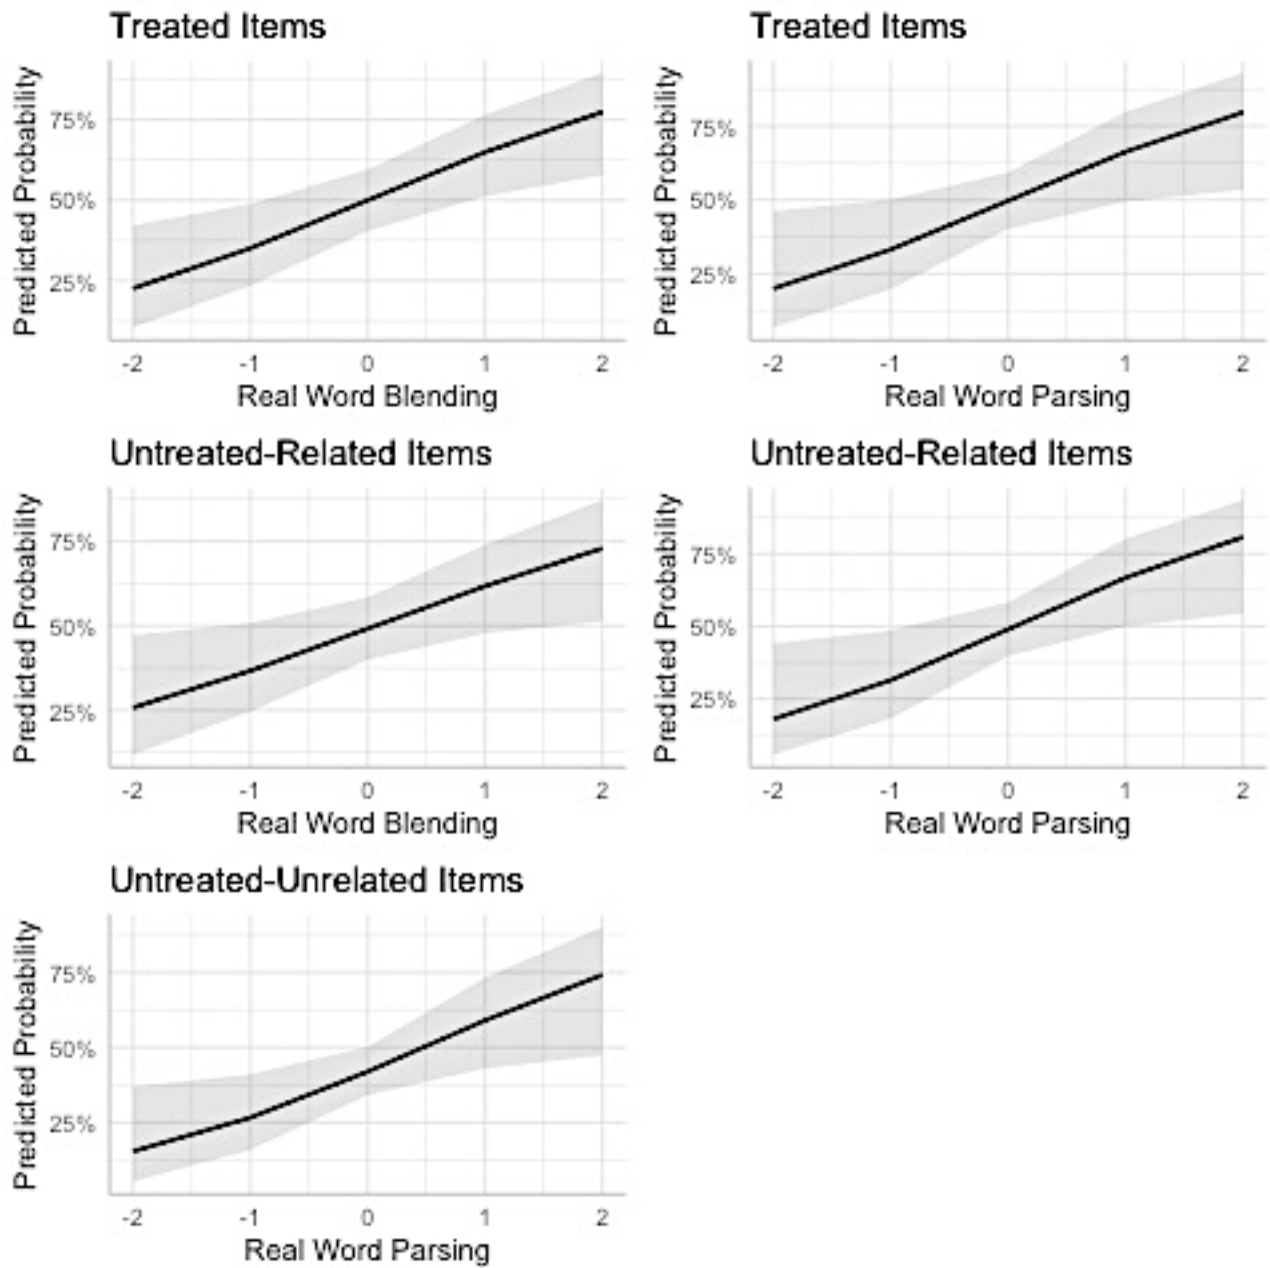 Treated Items
Predicted Probability
75%
50%
25%
-2 -1 0 1 2
Real Word Blending
Treated Items
Predicted Probability
75%
50%
25%
-2 -1 0 1 2
Real Word Parsing
Untreated-Related Items
Predicted Probability
75%
50%
25%
-2 -1 0 1 2
Real Word Blending
Untreated-Related Items
Predicted Probability
75%
50%
25%
-2 -1 0 1 2
Real Word Parsing
Untreated-Unrelated Items
Predicted Probability
75%
50%
25%
-2 -1 0 1 2
Real Word Parsing